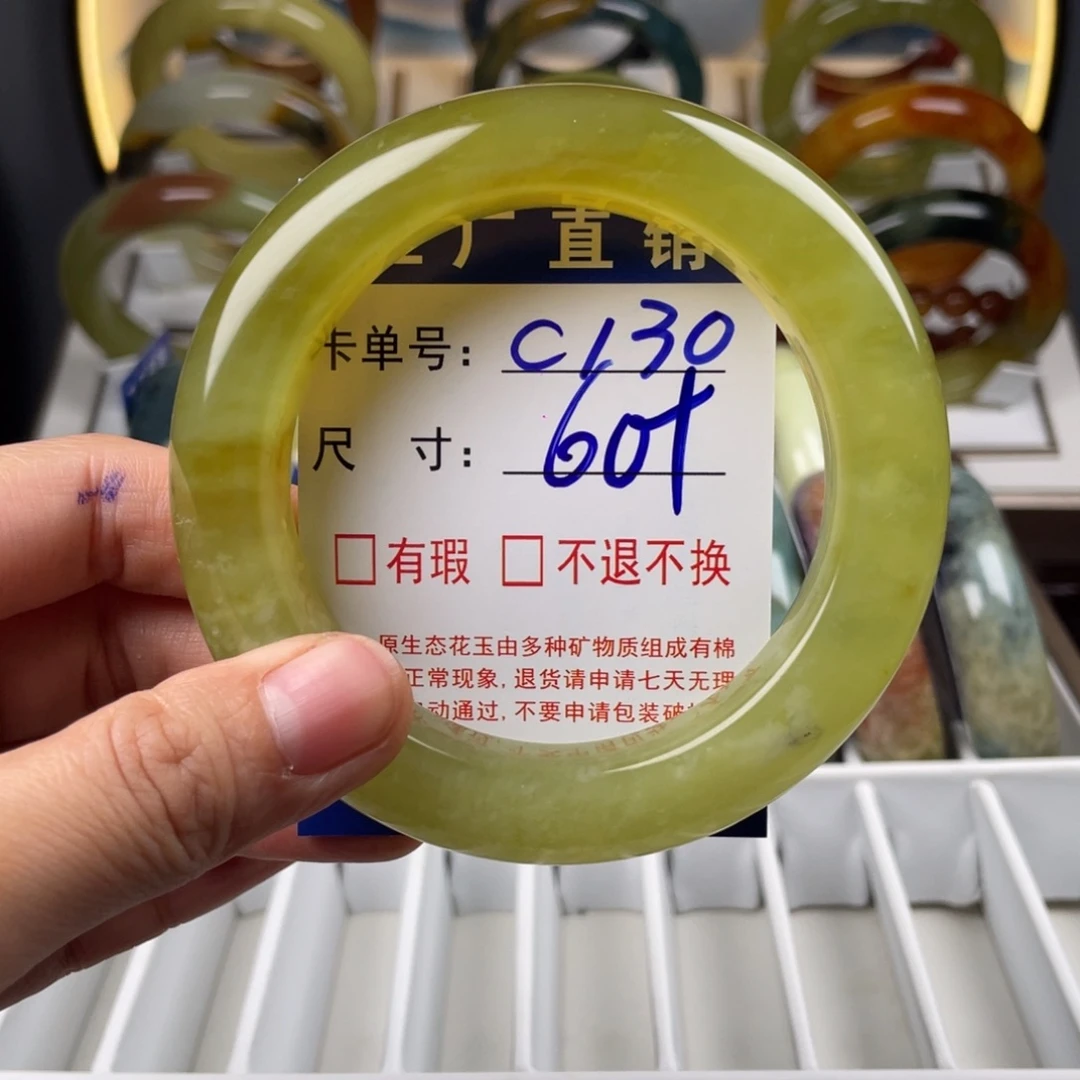 厂直销
卡单号: C130
尺 寸: 60+
□有瑕 □不退不换
原生态花玉由多种矿物质组成有棉
正常现象, 退货请申请七天无理
动通过, 不要申请包装破